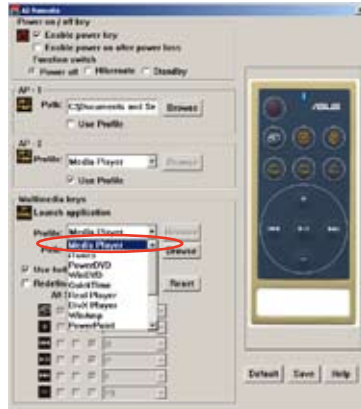 AI Remote
Power on / off key
Enable power key
Enable power on after power loss
Function switch
Power off Hibernate Standby
AP - 1
Path: C:\Documents and Se Browse
Use Profile
AP - 2
Profile: Media Player Browse
Use Profile
Multimedia keys
Launch application
Profile: Media Player Browse
Media Player
iTunes
Browse
PowerDVD
WinDVD
QuickTime
Reset
Real Player
DivX Player
WinAmp
PowerPoint
ASUS
Default Save Help